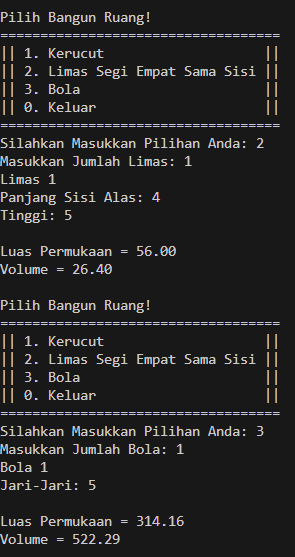 Pilih Bangun Ruang!
===================================
|| 1. Kerucut                    ||
|| 2. Limas Segi Empat Sama Sisi ||
|| 3. Bola                       ||
|| 0. Keluar                     ||
===================================
Silahkan Masukkan Pilihan Anda: 2
Masukkan Jumlah Limas: 1
Limas 1
Panjang Sisi Alas: 4
Tinggi: 5

Luas Permukaan = 56.00
Volume = 26.40

Pilih Bangun Ruang!
===================================
|| 1. Kerucut                    ||
|| 2. Limas Segi Empat Sama Sisi ||
|| 3. Bola                       ||
|| 0. Keluar                     ||
===================================
Silahkan Masukkan Pilihan Anda: 3
Masukkan Jumlah Bola: 1
Bola 1
Jari-Jari: 5

Luas Permukaan = 314.16
Volume = 522.29